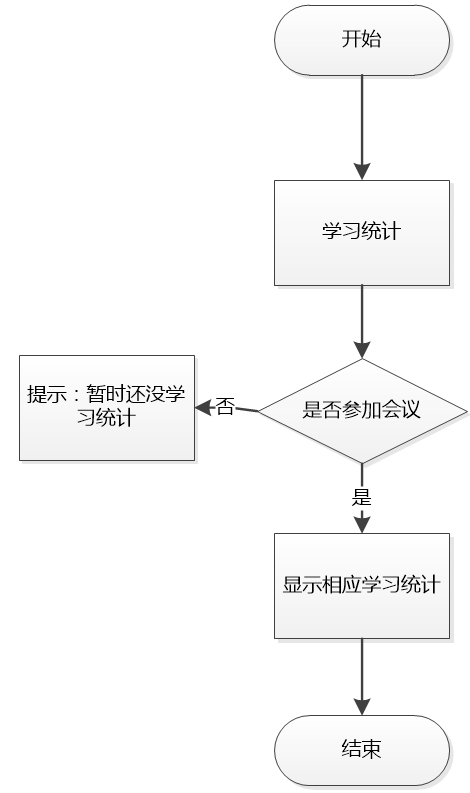 开始
学习统计
是否参加会议
否
提示：暂时还没学
习统计
是
显示相应学习统计
结束